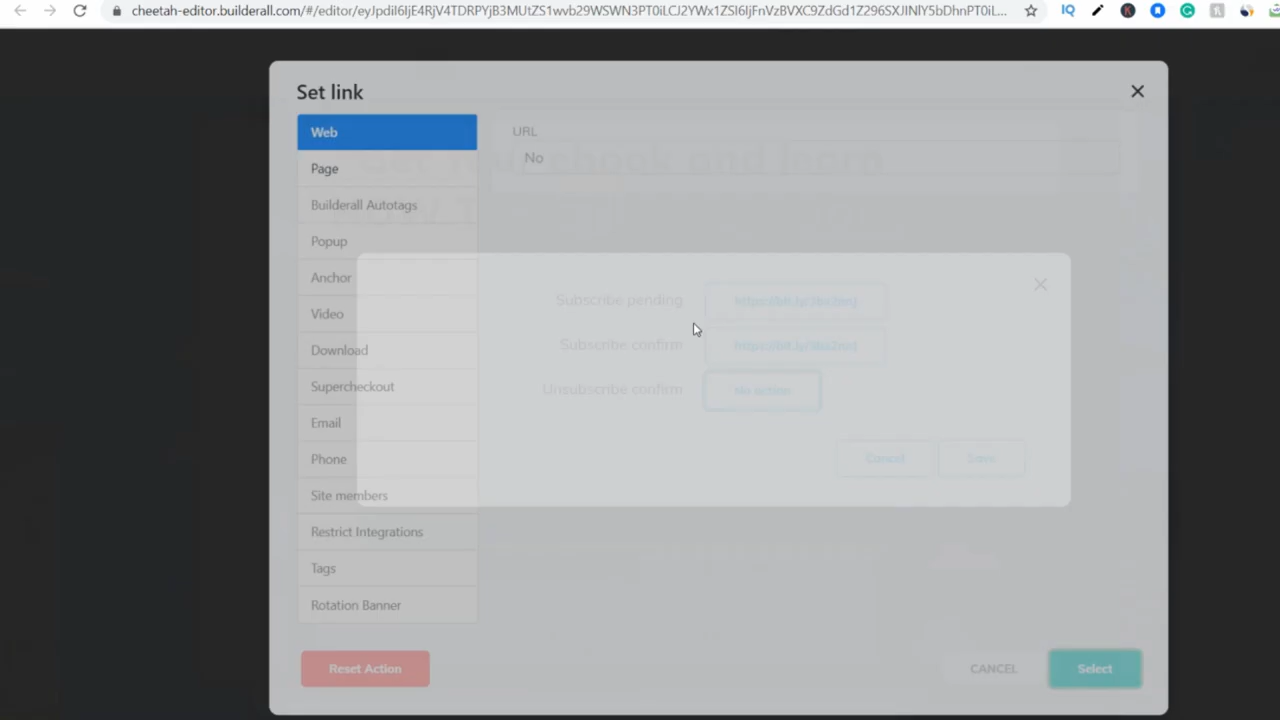 cheetah-editor.builderall.com/#/editor/
Set link
Web
URL
No
Page
Builderall Autotags
Popup
Anchor
Video
Download
Supercheckout
Email
Phone
Site members
Restrict Integrations
Tags
Rotation Banner
Subscribe pending
Subscribe confirm
Unsubscribe confirm
No action
Cancel
Save
and learn
Reset Action
CANCEL
Select